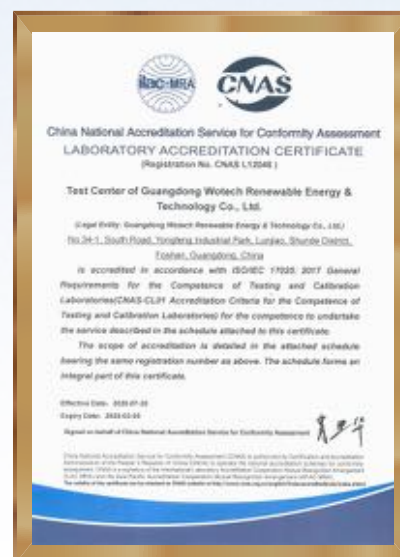 ilac-MRA
CNAS
China National Accreditation Service for Conformity Assessment
LABORATORY ACCREDITATION CERTIFICATE
(Registration No. CNAS L12048 )
Test Center of Guangdong Wotech Renewable Energy &
Technology Co., Ltd.
(Legal Entity: Guangdong Wotech Renewable Energy & Technology Co., Ltd.)
No.34-1, South Road, Yongfeng Industrial Park, Lunjiao, Shunde District,
Foshan, Guangdong, China
is accredited in accordance with ISO/IEC 17025: 2017 General
Requirements for the Competence of Testing and Calibration
Laboratories(CNAS-CL01 Accreditation Criteria for the Competence of
Testing and Calibration Laboratories) for the competence to undertake
the service described in the schedule attached to this certificate.
The scope of accreditation is detailed in the attached schedule
bearing the same registration number as above. The schedule forms an
integral part of this certificate.
Effective Date:
Expiry Date:
Signed on behalf of China National Accreditation Service for Conformity Assessment